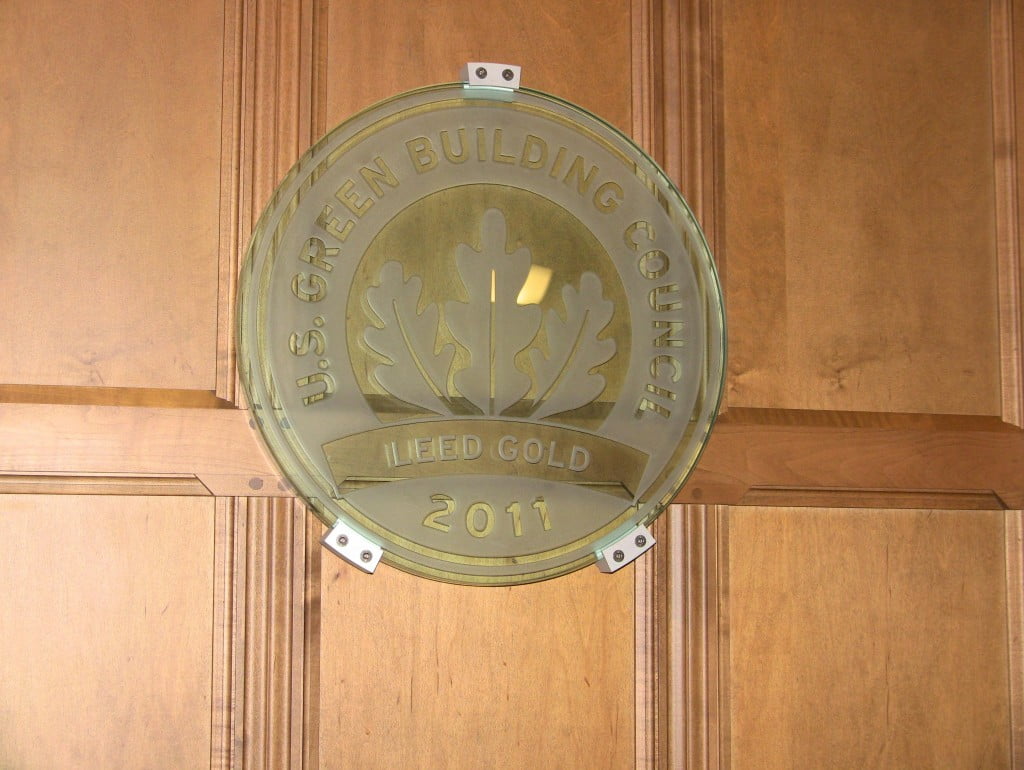 U.S. GREEN BUILDING COUNCIL
LEED GOLD
2011